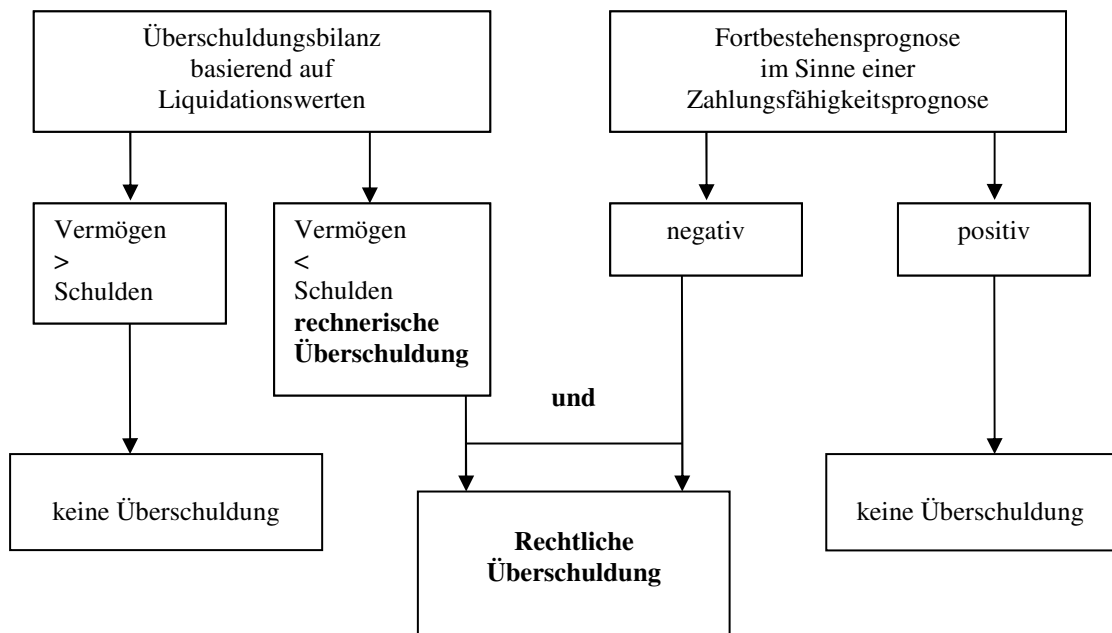 Überschuldungsbilanz
basierend auf
Liquidationswerten
Fortbestehensprognose
im Sinne einer
Zahlungsfähigkeitsprognose
Vermögen
>
Schulden
Vermögen
<
Schulden
rechnerische
Überschuldung
negativ
positiv
und
keine Überschuldung
Rechtliche
Überschuldung
keine Überschuldung